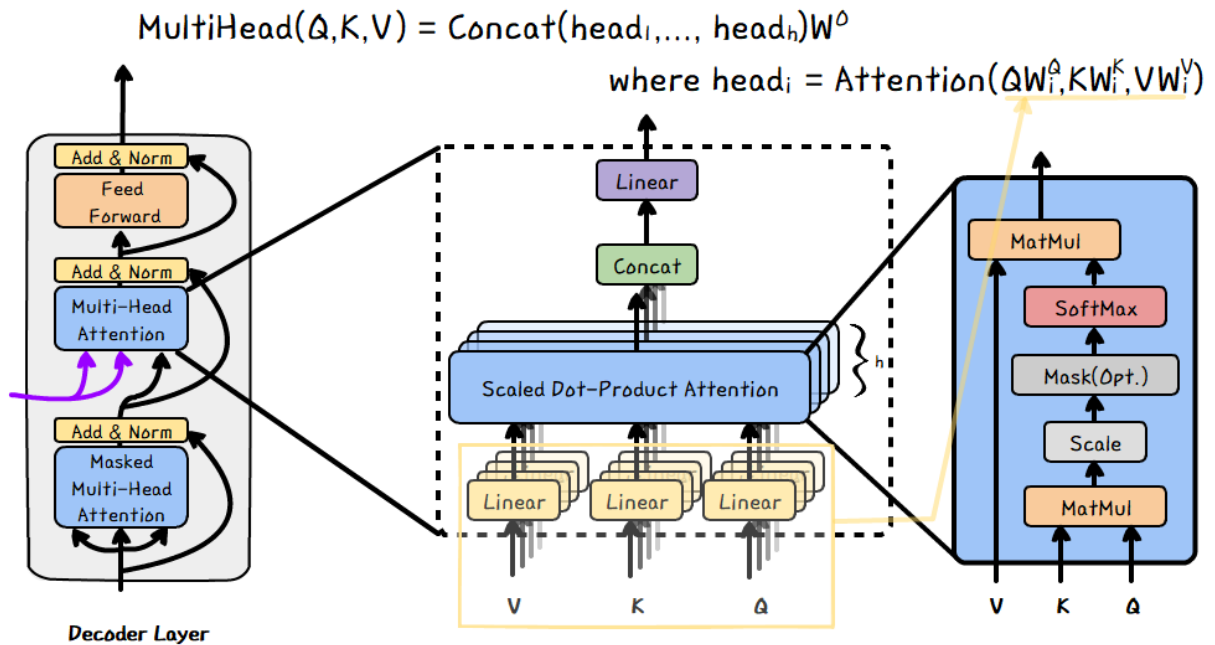 MultiHead(Q,K,V) = Concat(head₁,..., headₕ)Wᴼ
where headᵢ = Attention(QWᵢQ,KWᵢK,VWᵢV)
Add & Norm
Feed
Forward
Add & Norm
Multi-Head
Attention
Add & Norm
Masked
Multi-Head
Attention
Decoder Layer
Linear
Concat
h
Scaled Dot-Product Attention
Linear
Linear
Linear
V
K
Q
MatMul
SoftMax
Mask(Opt.)
Scale
MatMul
V
K
Q